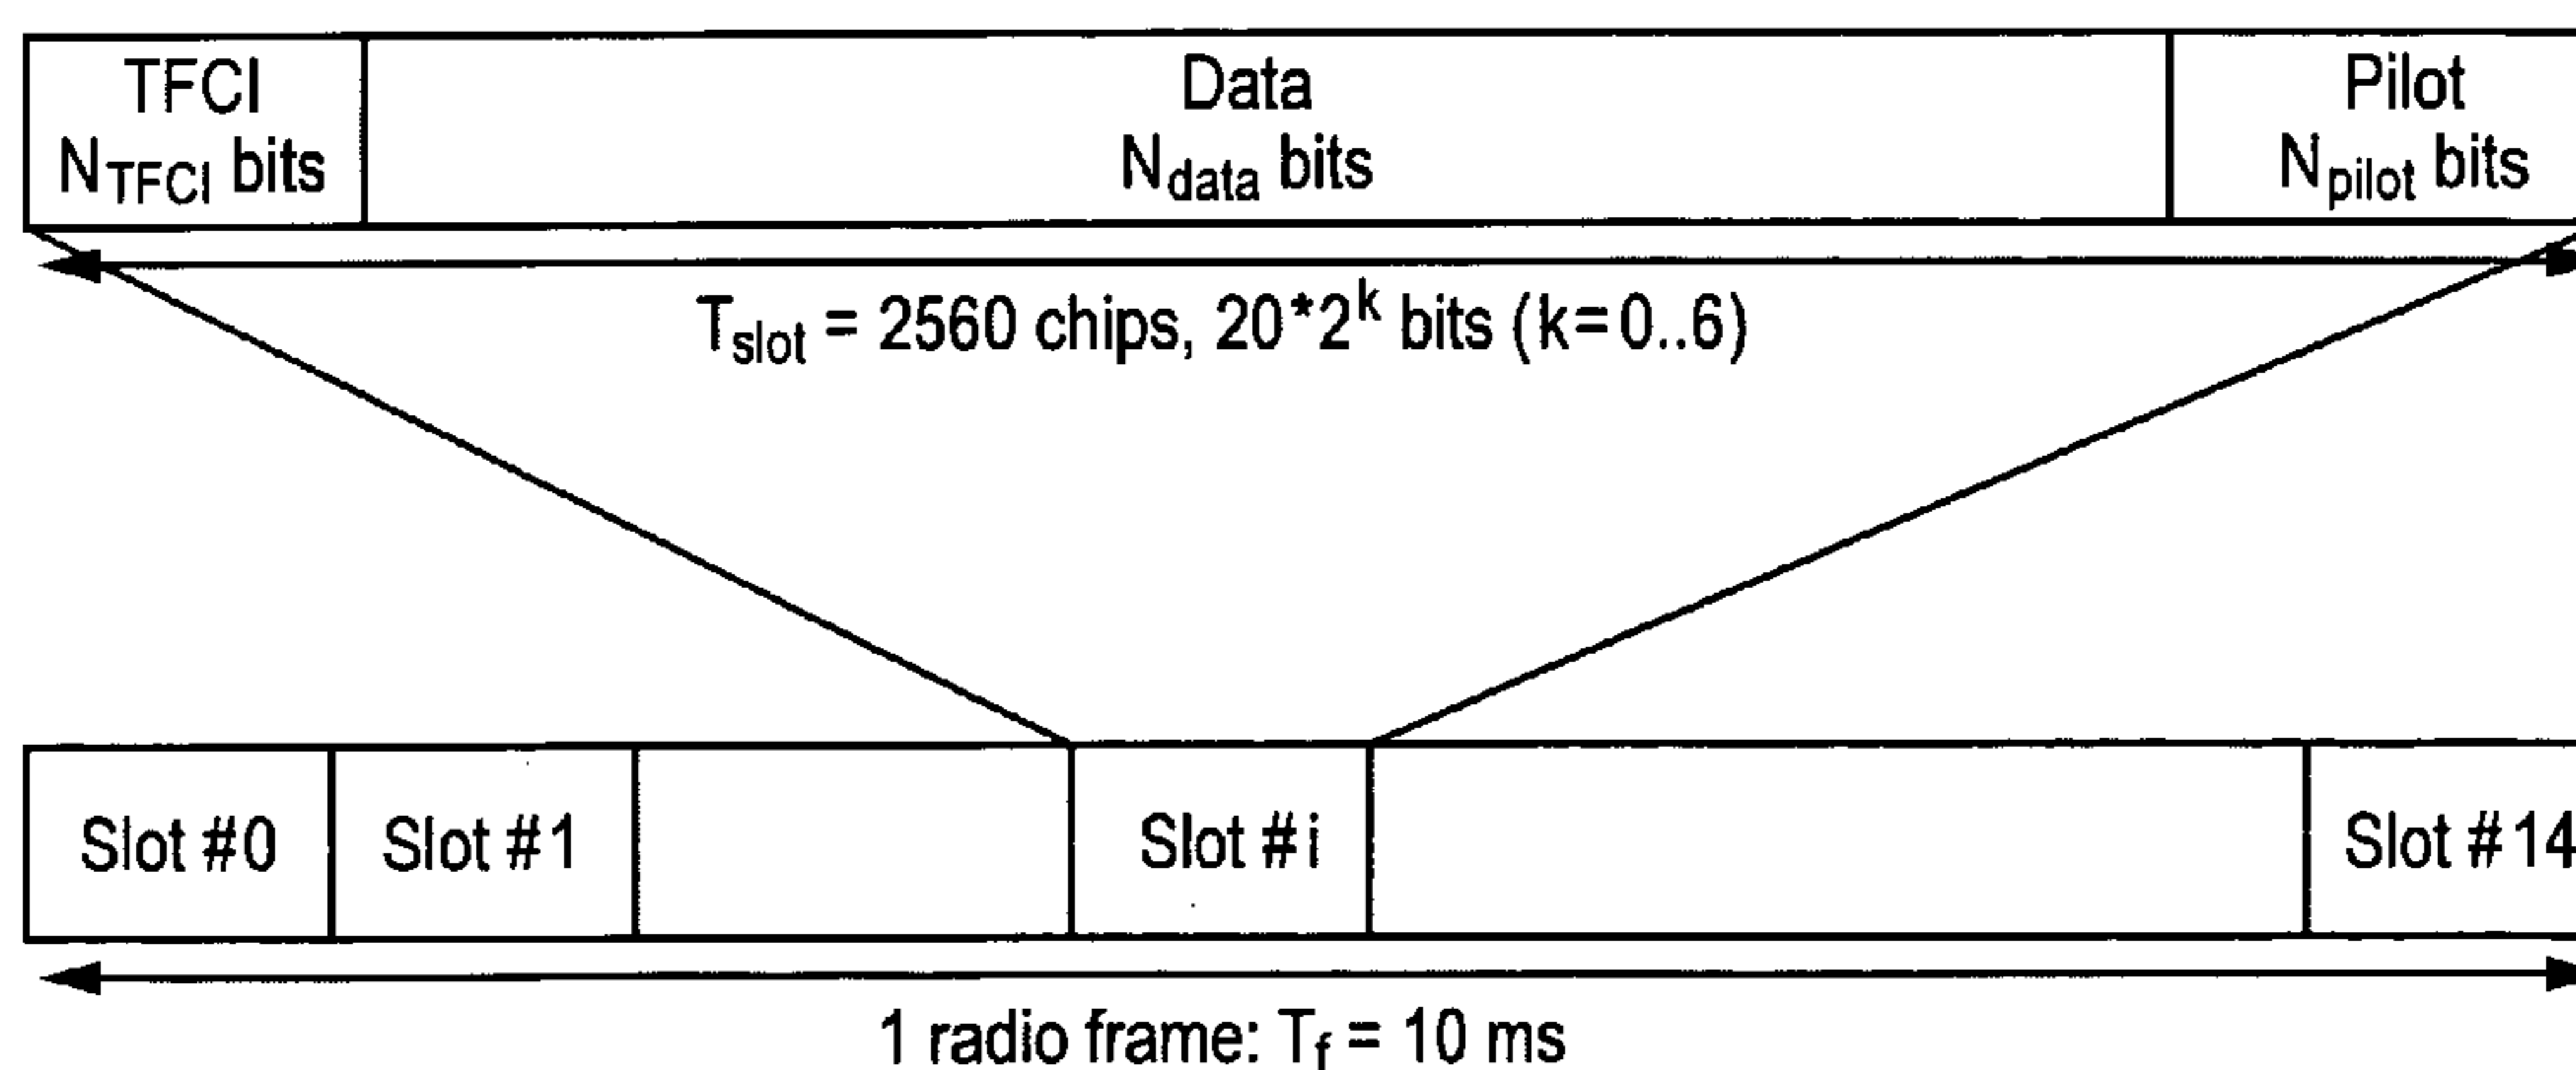 TFCI
N_TFCI bits
Data
N_data bits
Pilot
N_pilot bits
T_slot = 2560 chips, 20*2^k bits (k=0..6)
Slot #0
Slot #1
Slot #i
Slot #14
1 radio frame: T_f = 10 ms